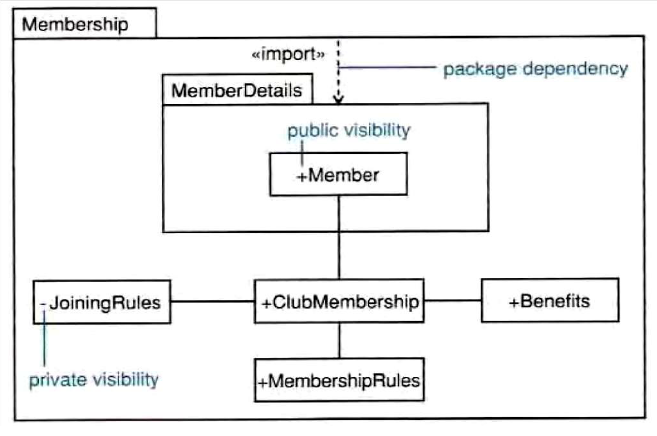 Membership
«import»
package dependency
MemberDetails
public visibility
+Member
-JoiningRules
+ClubMembership
+Benefits
private visibility
+MembershipRules